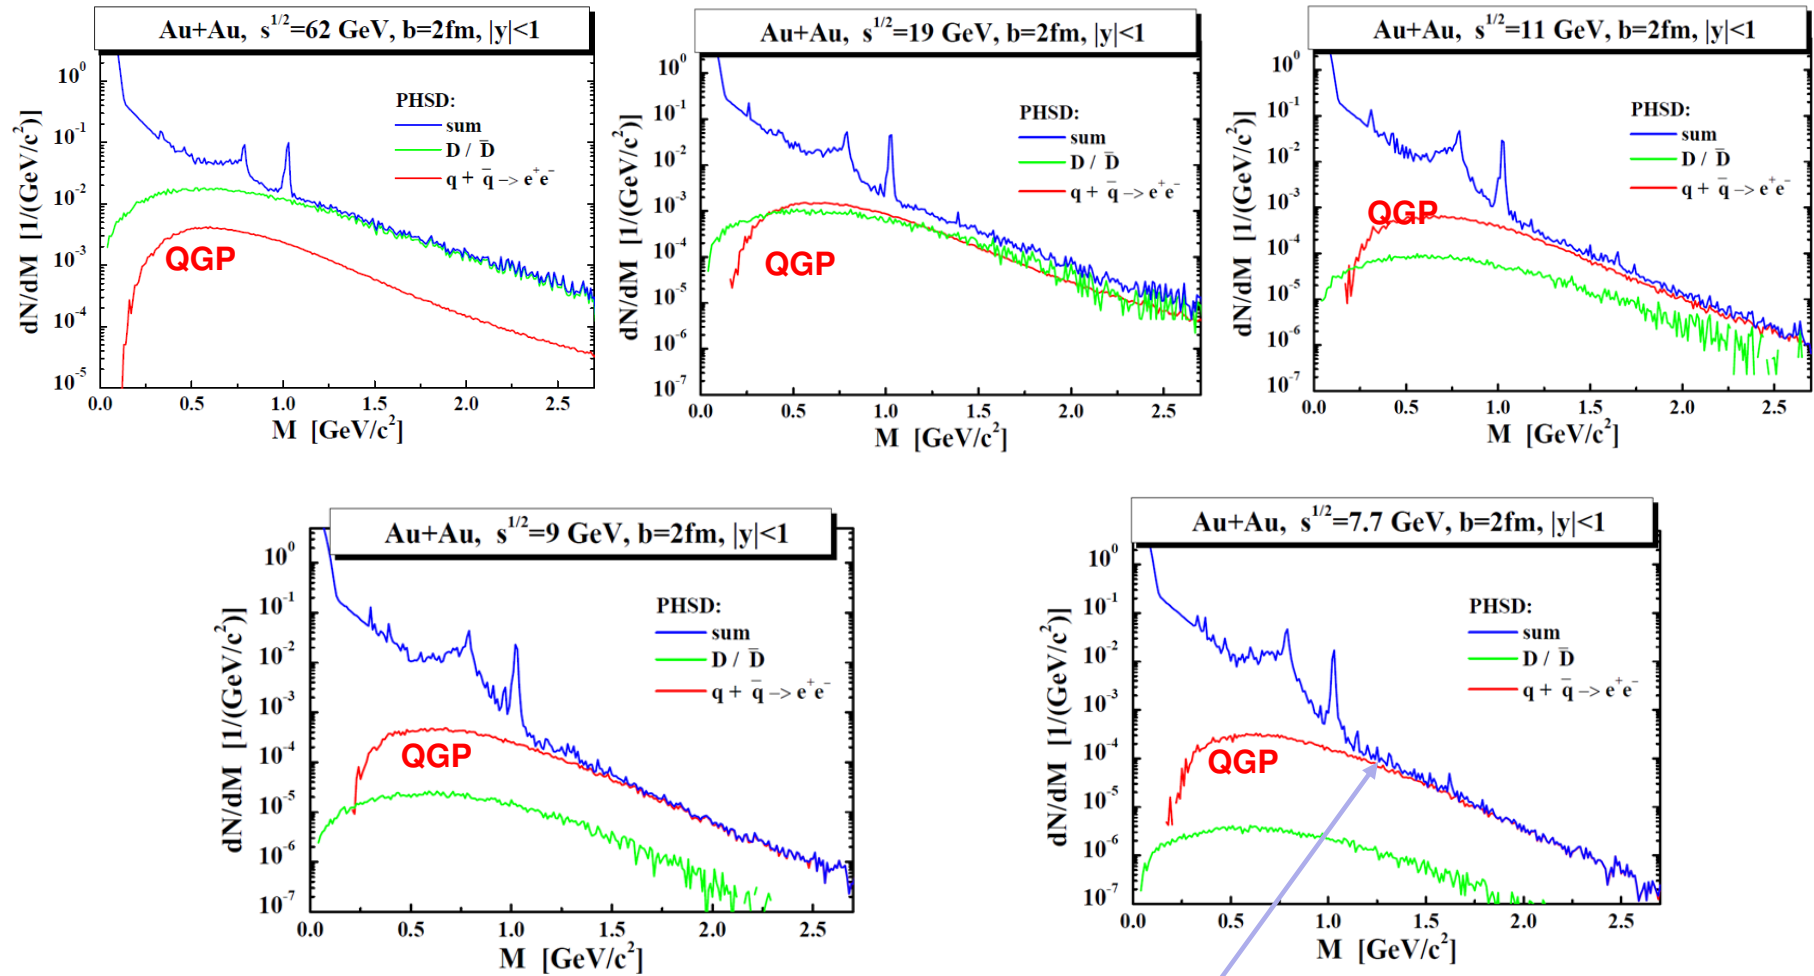 Au+Au, s^1/2=62 GeV, b=2fm, |y|<1
dN/dM [1/(GeV/c²)]
10⁰
10⁻¹
10⁻²
10⁻³
10⁻⁴
10⁻⁵
PHSD:
sum
D / D̅
q + q̅ –> e⁺e⁻
QGP
0.0 0.5 1.0 1.5 2.0 2.5
M [GeV/c²]
Au+Au, s^1/2=19 GeV, b=2fm, |y|<1
dN/dM [1/(GeV/c²)]
10⁰
10⁻¹
10⁻²
10⁻³
10⁻⁴
10⁻⁵
10⁻⁶
10⁻⁷
PHSD:
sum
D / D̅
q + q̅ –> e⁺e⁻
QGP
0.0 0.5 1.0 1.5 2.0 2.5
M [GeV/c²]
Au+Au, s^1/2=11 GeV, b=2fm, |y|<1
dN/dM [1/(GeV/c²)]
10⁰
10⁻¹
10⁻²
10⁻³
10⁻⁴
10⁻⁵
10⁻⁶
10⁻⁷
PHSD:
sum
D / D̅
q + q̅ –> e⁺e⁻
QGP
0.0 0.5 1.0 1.5 2.0 2.5
M [GeV/c²]
Au+Au, s^1/2=9 GeV, b=2fm, |y|<1
dN/dM [1/(GeV/c²)]
10⁰
10⁻¹
10⁻²
10⁻³
10⁻⁴
10⁻⁵
10⁻⁶
10⁻⁷
PHSD:
sum
D / D̅
q + q̅ –> e⁺e⁻
QGP
0.0 0.5 1.0 1.5 2.0 2.5
M [GeV/c²]
Au+Au, s^1/2=7.7 GeV, b=2fm, |y|<1
dN/dM [1/(GeV/c²)]
10⁰
10⁻¹
10⁻²
10⁻³
10⁻⁴
10⁻⁵
10⁻⁶
10⁻⁷
PHSD:
sum
D / D̅
q + q̅ –> e⁺e⁻
QGP
0.0 0.5 1.0 1.5 2.0 2.5
M [GeV/c²]